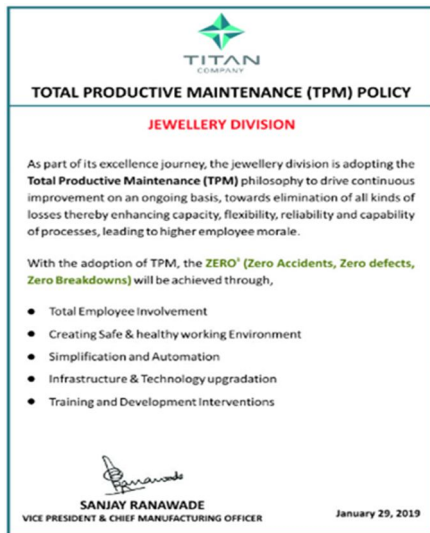 TITAN
COMPANY
TOTAL PRODUCTIVE MAINTENANCE (TPM) POLICY
JEWELLERY DIVISION
As part of its excellence journey, the jewellery division is adopting the
Total Productive Maintenance (TPM) philosophy to drive continuous
improvement on an ongoing basis, towards elimination of all kinds of
losses thereby enhancing capacity, flexibility, reliability and capability
of processes, leading to higher employee morale.
With the adoption of TPM, the ZERO³ (Zero Accidents, Zero defects,
Zero Breakdowns) will be achieved through,
● Total Employee Involvement
● Creating Safe & healthy working Environment
● Simplification and Automation
● Infrastructure & Technology upgradation
● Training and Development Interventions
Ranawade
SANJAY RANAWADE
VICE PRESIDENT & CHIEF MANUFACTURING OFFICER
January 29, 2019